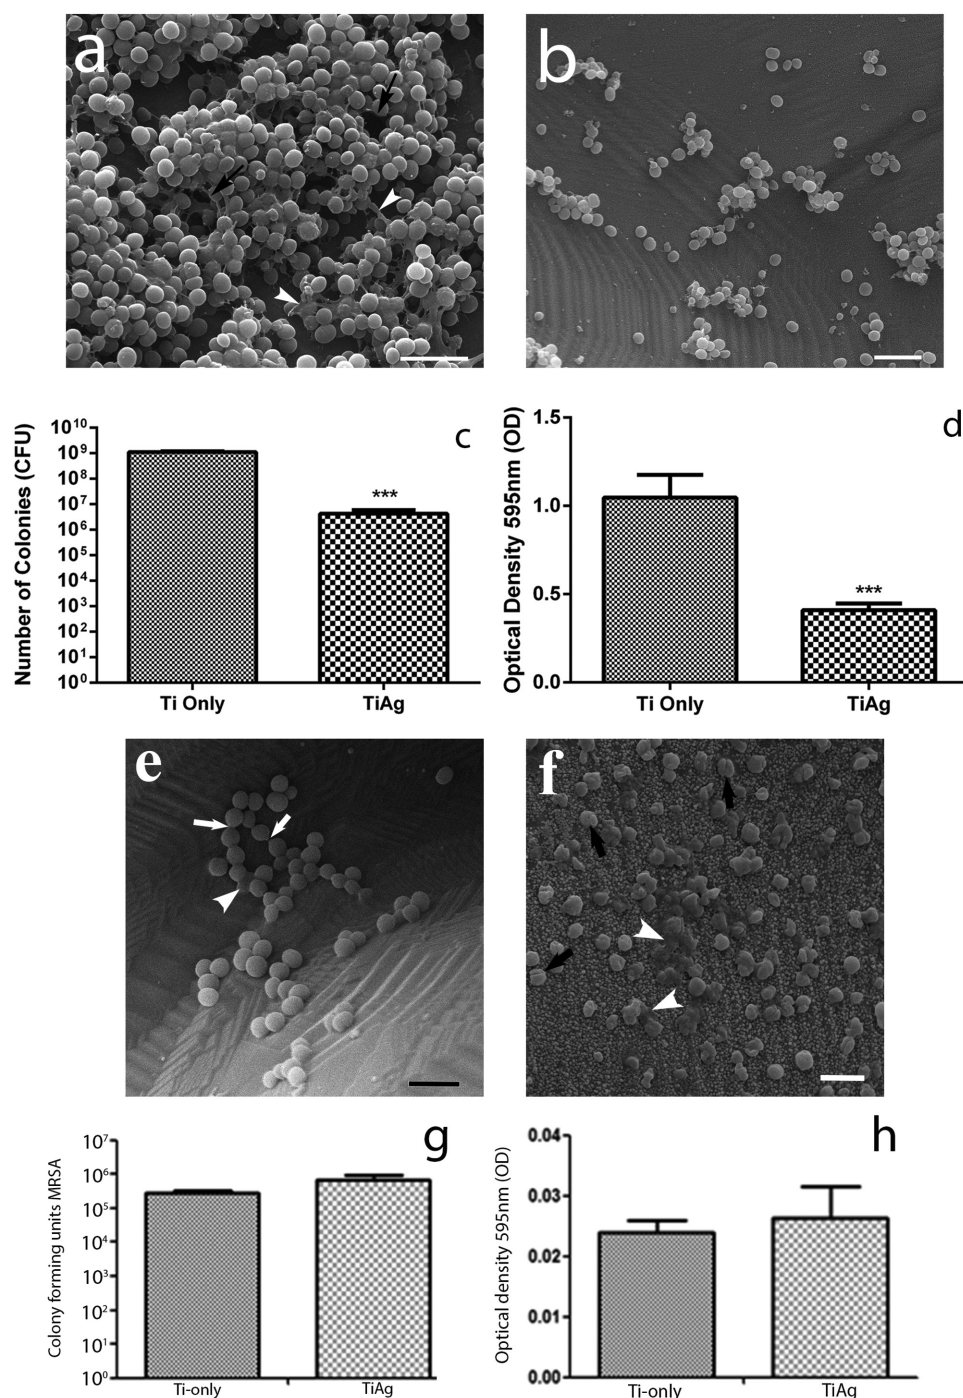 a
b
c
d
Number of Colonies (CFU)
10^10
10^9
10^8
10^7
10^6
10^5
10^4
10^3
10^2
10^1
10^0
***
Ti Only
TiAg
Optical Density 595nm (OD)
1.5
1.0
0.5
0.0
***
Ti Only
TiAg
e
f
g
h
Colony forming units MRSA
10^7
10^6
10^5
10^4
10^3
10^2
10^1
10^0
Ti-only
TiAg
Optical density 595nm (OD)
0.04
0.03
0.02
0.01
0.00
Ti-only
TiAg